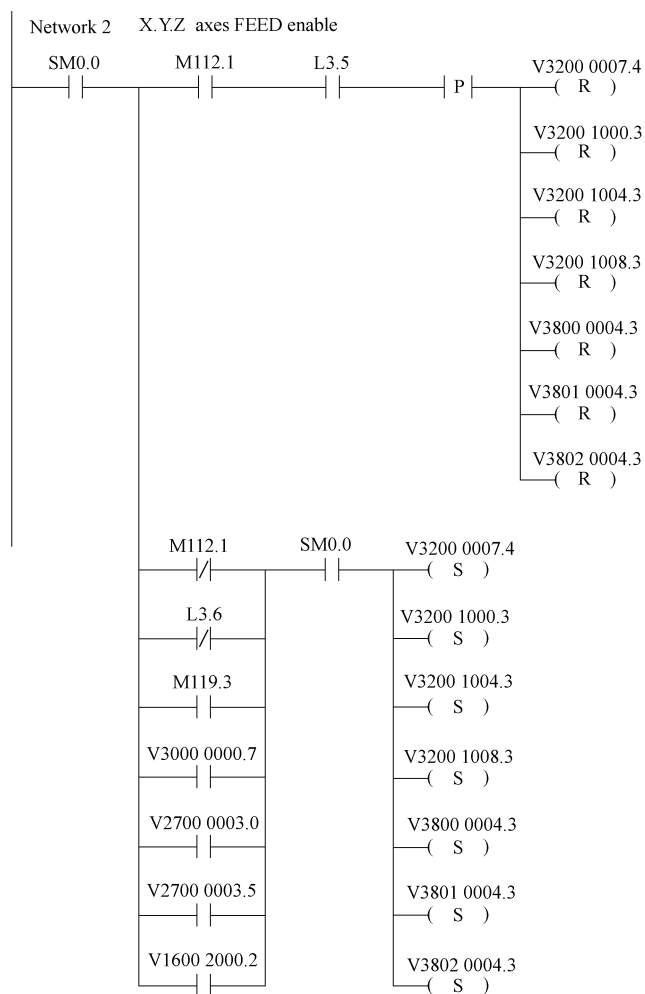 Network 2 X.Y.Z axes FEED enable
SM0.0 M112.1 L3.5 V3200 0007.4
P ( R )
V3200 1000.3
( R )
V3200 1004.3
( R )
V3200 1008.3
( R )
V3800 0004.3
( R )
V3801 0004.3
( R )
V3802 0004.3
( R )
M112.1 SM0.0 V3200 0007.4
/ ( S )
L3.6 V3200 1000.3
/ ( S )
M119.3 V3200 1004.3
( S )
V3000 0000.7 V3200 1008.3
( S )
V2700 0003.0 V3800 0004.3
( S )
V2700 0003.5 V3801 0004.3
( S )
V1600 2000.2 V3802 0004.3
( S )